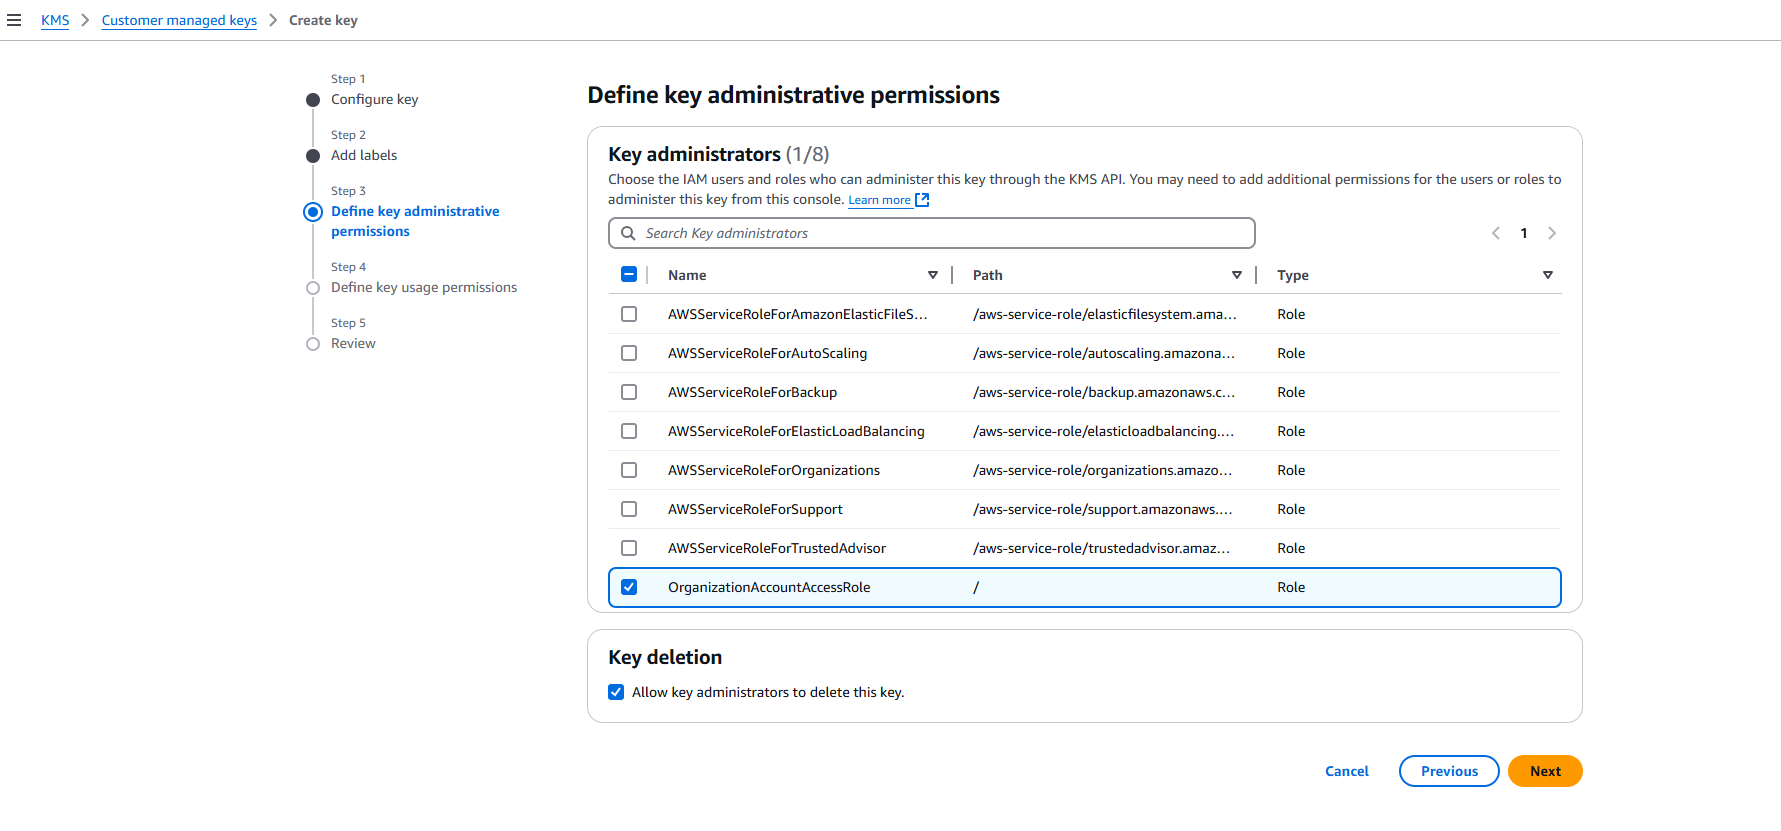 KMS > Customer managed keys > Create key
Step 1
Configure key
Step 2
Add labels
Step 3
Define key administrative
permissions
Step 4
Define key usage permissions
Step 5
Review
Define key administrative permissions
Key administrators (1/8)
Choose the IAM users and roles who can administer this key through the KMS API. You may need to add additional permissions for the users or roles to
administer this key from this console. Learn more
Search Key administrators
1
Name Path Type
AWSServiceRoleForAmazonElasticFileS... /aws-service-role/elasticfilesystem.ama... Role
AWSServiceRoleForAutoScaling /aws-service-role/autoscaling.amazona... Role
AWSServiceRoleForBackup /aws-service-role/backup.amazonaws.c... Role
AWSServiceRoleForElasticLoadBalancing /aws-service-role/elasticloadbalancing.... Role
AWSServiceRoleForOrganizations /aws-service-role/organizations.amazo... Role
AWSServiceRoleForSupport /aws-service-role/support.amazonaws.... Role
AWSServiceRoleForTrustedAdvisor /aws-service-role/trustedadvisor.amaz... Role
OrganizationAccountAccessRole / Role
Key deletion
Allow key administrators to delete this key.
Cancel Previous Next